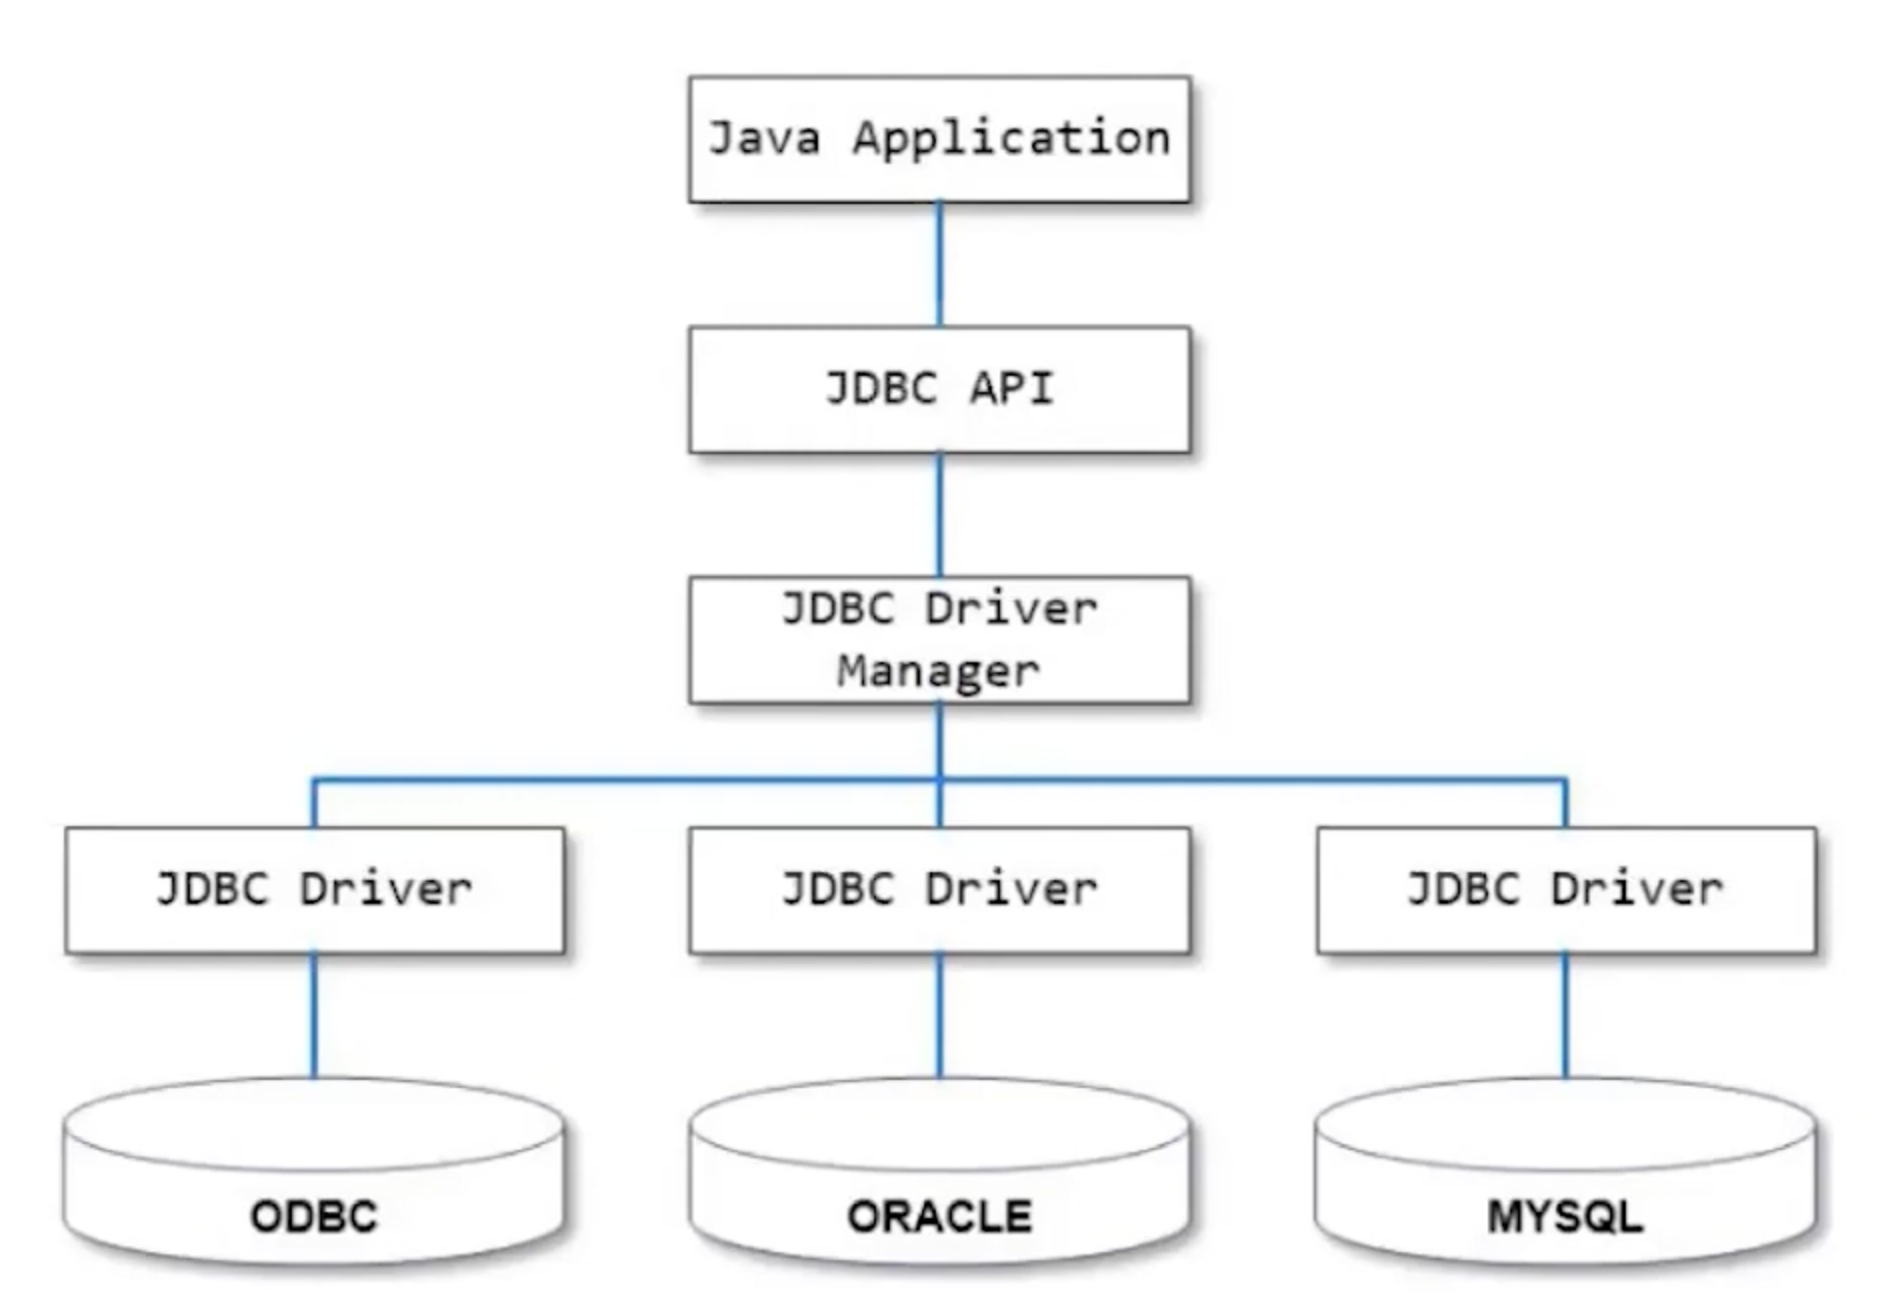 Java Application
JDBC API
JDBC Driver
Manager
JDBC Driver
JDBC Driver
JDBC Driver
ODBC
ORACLE
MYSQL